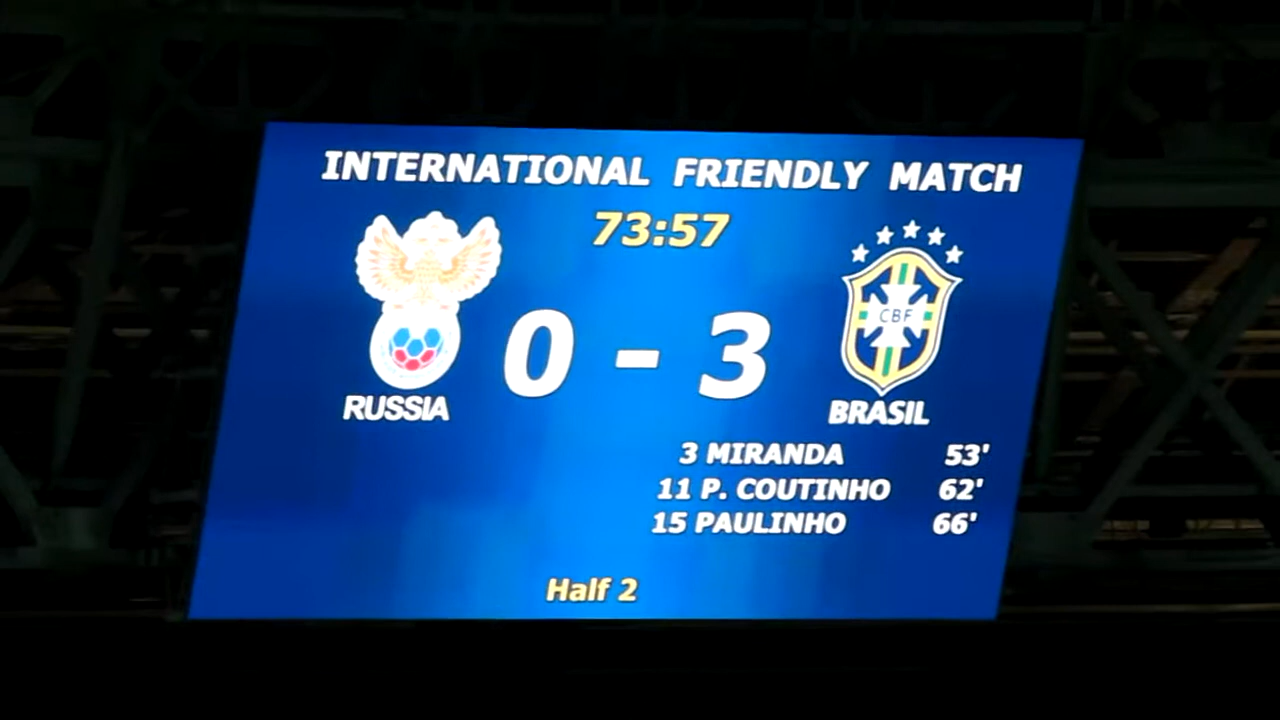 INTERNATIONAL FRIENDLY MATCH
73:57
0 - 3
CBF
RUSSIA
BRASIL
3 MIRANDA 53'
11 P. COUTINHO 62'
15 PAULINHO 66'
Half 2